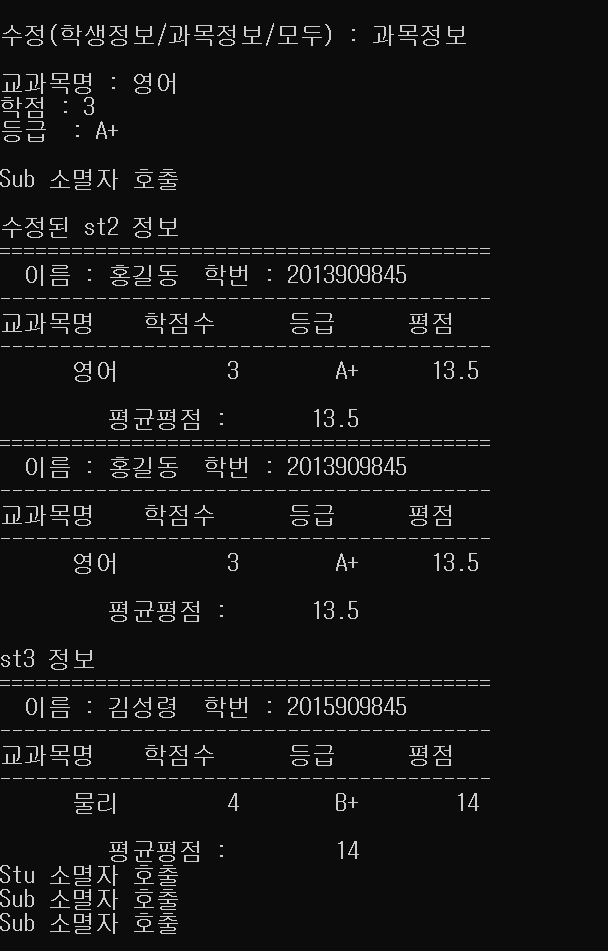 수정(학생정보/과목정보/모두) : 과목정보
교과목명 : 영어
학점 : 3
등급  : A+
Sub 소멸자 호출
수정된 st2 정보
=========================================
  이름 : 홍길동  학번 : 2013909845
-----------------------------------------
교과목명    학점수      등급      평점
-----------------------------------------
      영어         3        A+      13.5
         평균평점 :       13.5
=========================================
  이름 : 홍길동  학번 : 2013909845
-----------------------------------------
교과목명    학점수      등급      평점
-----------------------------------------
      영어         3        A+      13.5
         평균평점 :       13.5
st3 정보
=========================================
  이름 : 김성령  학번 : 2015909845
-----------------------------------------
교과목명    학점수      등급      평점
-----------------------------------------
      물리         4        B+        14
         평균평점 :         14
Stu 소멸자 호출
Sub 소멸자 호출
Sub 소멸자 호출